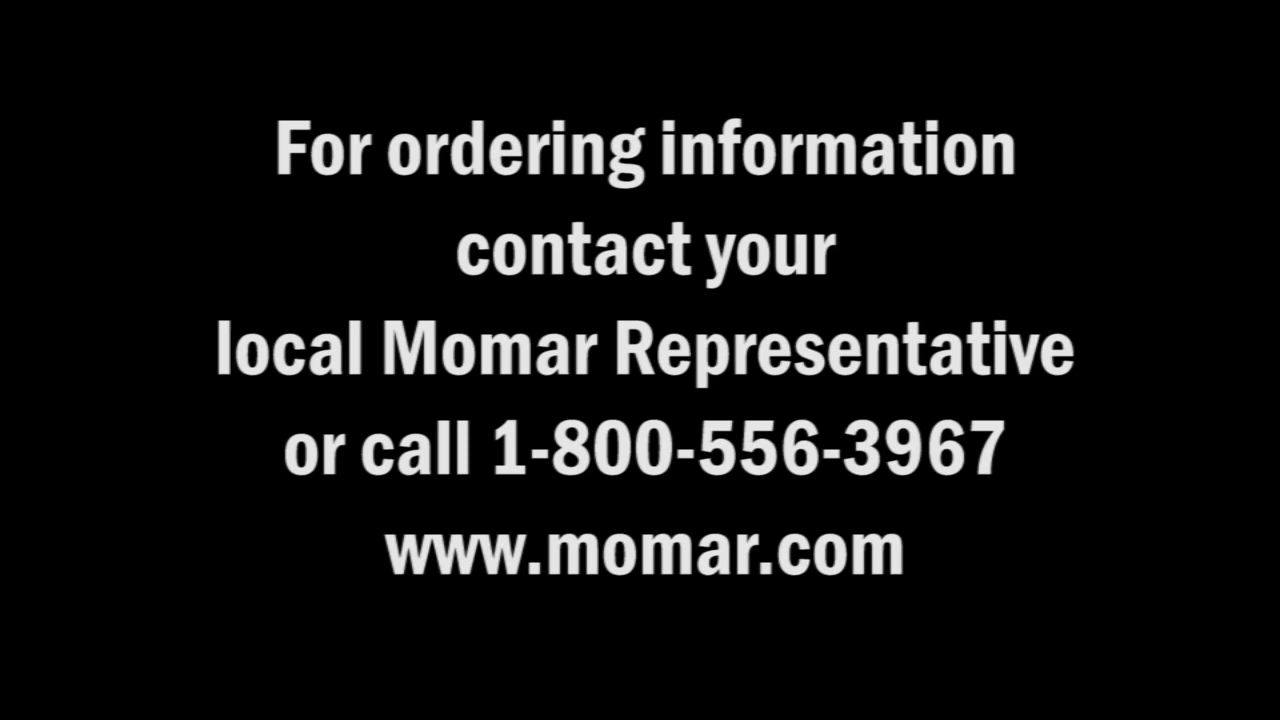 For ordering information
contact your
local Momar Representative
or call 1-800-556-3967
www.momar.com